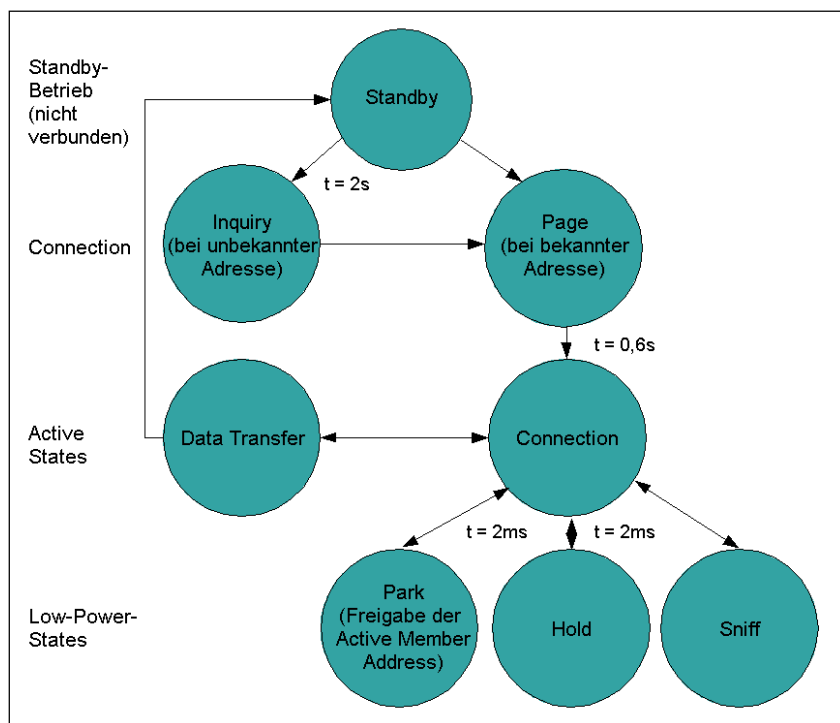 Standby-
Betrieb
(nicht
verbunden)
Standby
t = 2s
Inquiry
(bei unbekannter
Adresse)
Page
(bei bekannter
Adresse)
Connection
t = 0,6s
Active
States
Data Transfer
Connection
t = 2ms
t = 2ms
Low-Power-
States
Park
(Freigabe der
Active Member
Address)
Hold
Sniff